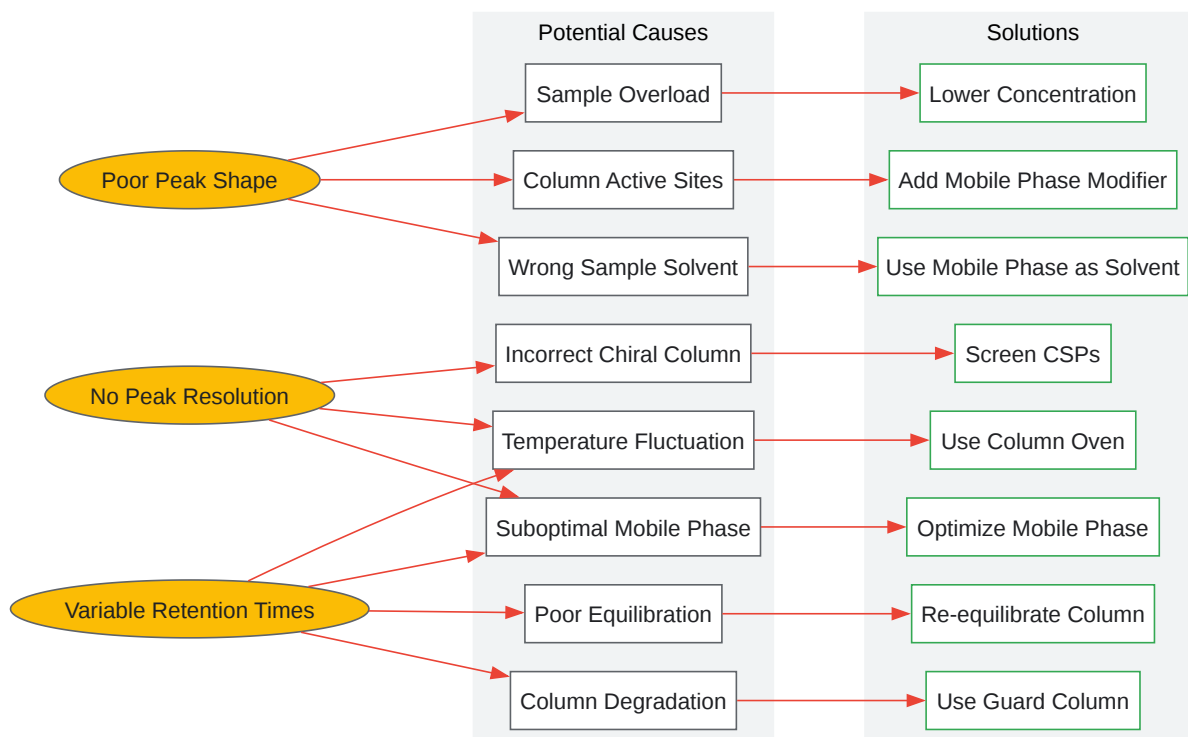 Potential Causes
Solutions
Sample Overload
Lower Concentration
Poor Peak Shape
Column Active Sites
Add Mobile Phase Modifier
Wrong Sample Solvent
Use Mobile Phase as Solvent
Incorrect Chiral Column
Screen CSPs
No Peak Resolution
Temperature Fluctuation
Use Column Oven
Suboptimal Mobile Phase
Optimize Mobile Phase
Variable Retention Times
Poor Equilibration
Re-equilibrate Column
Column Degradation
Use Guard Column